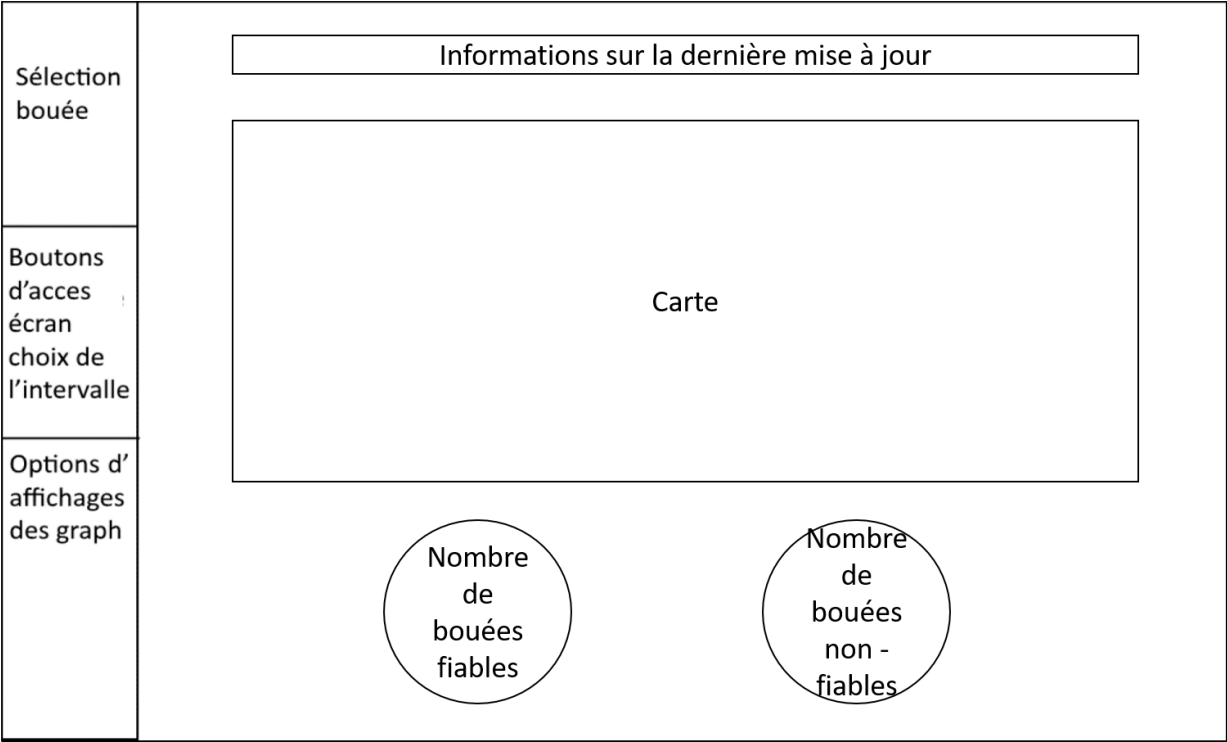 Sélection
bouée
Boutons
d’acces
écran
choix de
l’intervalle
Options d’
affichages
des graph
Informations sur la dernière mise à jour
Carte
Nombre
de
bouées
fiables
Nombre
de
bouées
non -
fiables